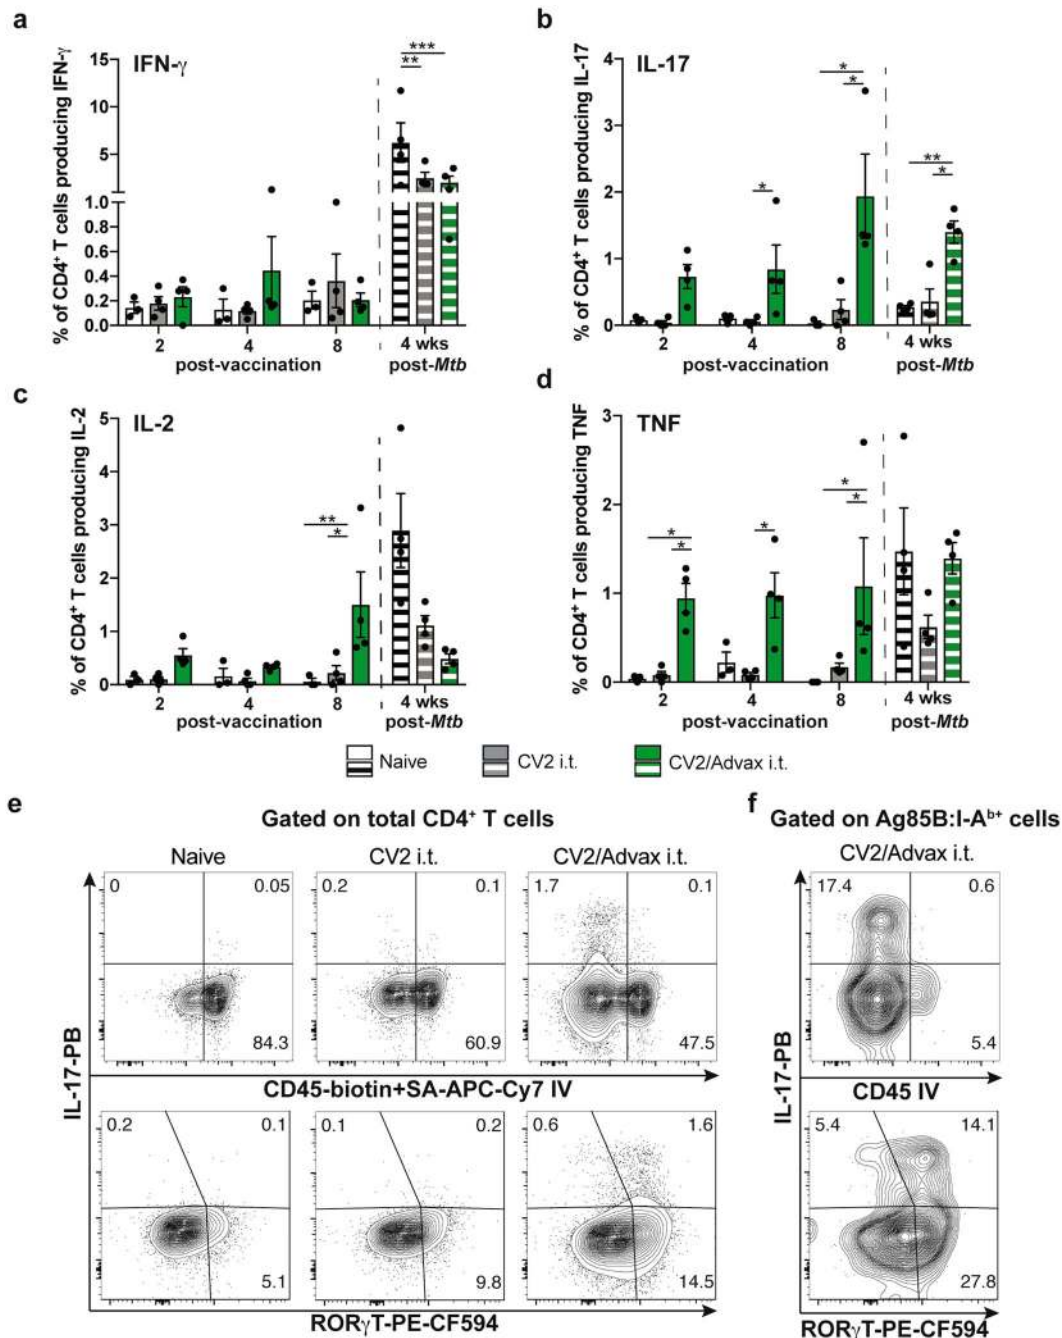 a
IFN-γ
% of CD4⁺ T cells producing IFN-γ
15
10
5
1.0
0.8
0.6
0.4
0.2
0.0
***
**
2 4 8 4 wks
post-vaccination post-Mtb
b
IL-17
% of CD4⁺ T cells producing IL-17
4
3
2
1
0
*
*
*
**
*
2 4 8 4 wks
post-vaccination post-Mtb
c
IL-2
% of CD4⁺ T cells producing IL-2
5
4
3
2
1
0
**
*
2 4 8 4 wks
post-vaccination post-Mtb
d
TNF
% of CD4⁺ T cells producing TNF
3
2
1
0
*
*
*
*
*
2 4 8 4 wks
post-vaccination post-Mtb
Naive CV2 i.t. CV2/Advax i.t.
e
Gated on total CD4⁺ T cells
Naive CV2 i.t. CV2/Advax i.t.
0 0.05 0.2 0.1 1.7 0.1
84.3 60.9 47.5
IL-17-PB
CD45-biotin+SA-APC-Cy7 IV
0.2 0.1 0.1 0.2 0.6 1.6
5.1 9.8 14.5
RORγT-PE-CF594
f
Gated on Ag85B:I-Aᵇ⁺ cells
CV2/Advax i.t.
17.4 0.6
5.4
IL-17-PB
CD45 IV
5.4 14.1
27.8
RORγT-PE-CF594